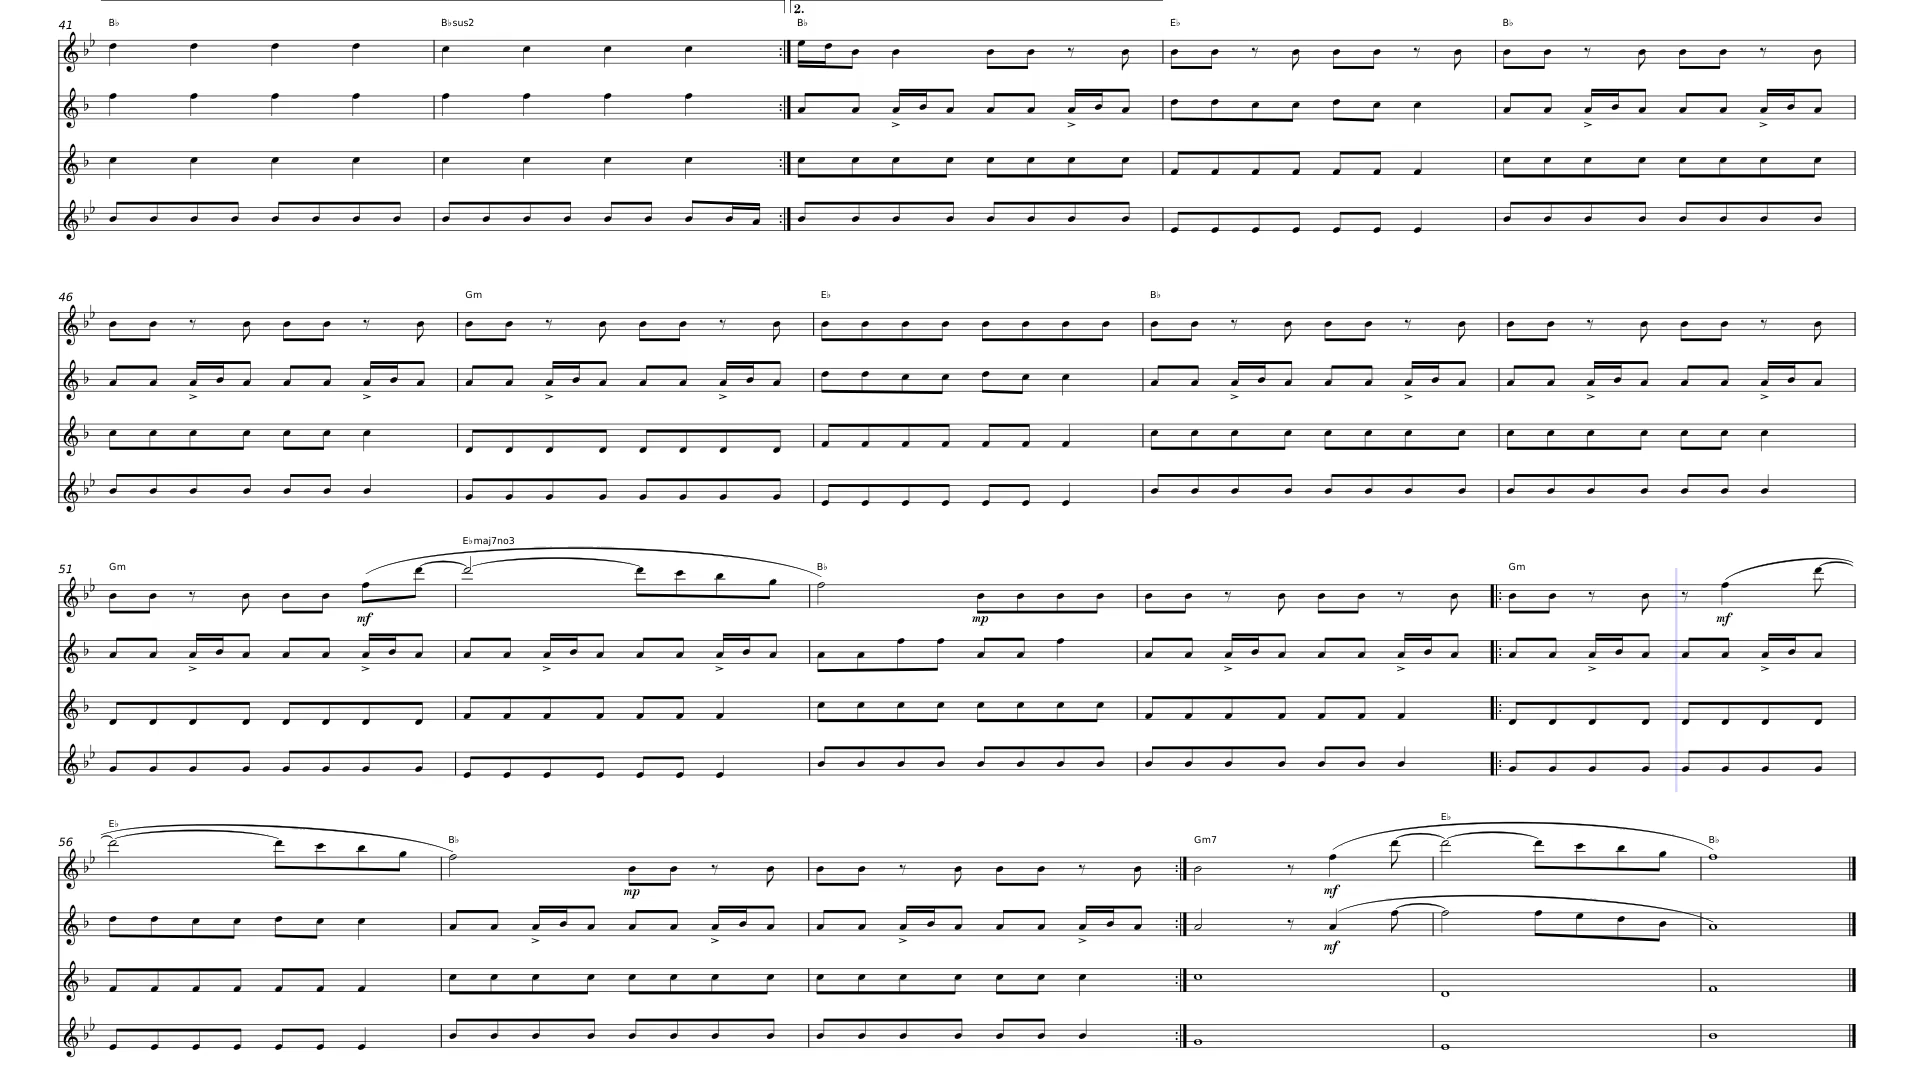 2.
41 B♭ B♭sus2 B♭ E♭ B♭
46 Gm E♭ B♭
E♭maj7no3
51 Gm B♭ Gm
mf mp mf
E♭ E♭
56 B♭ Gm7 B♭
mp mf
mf